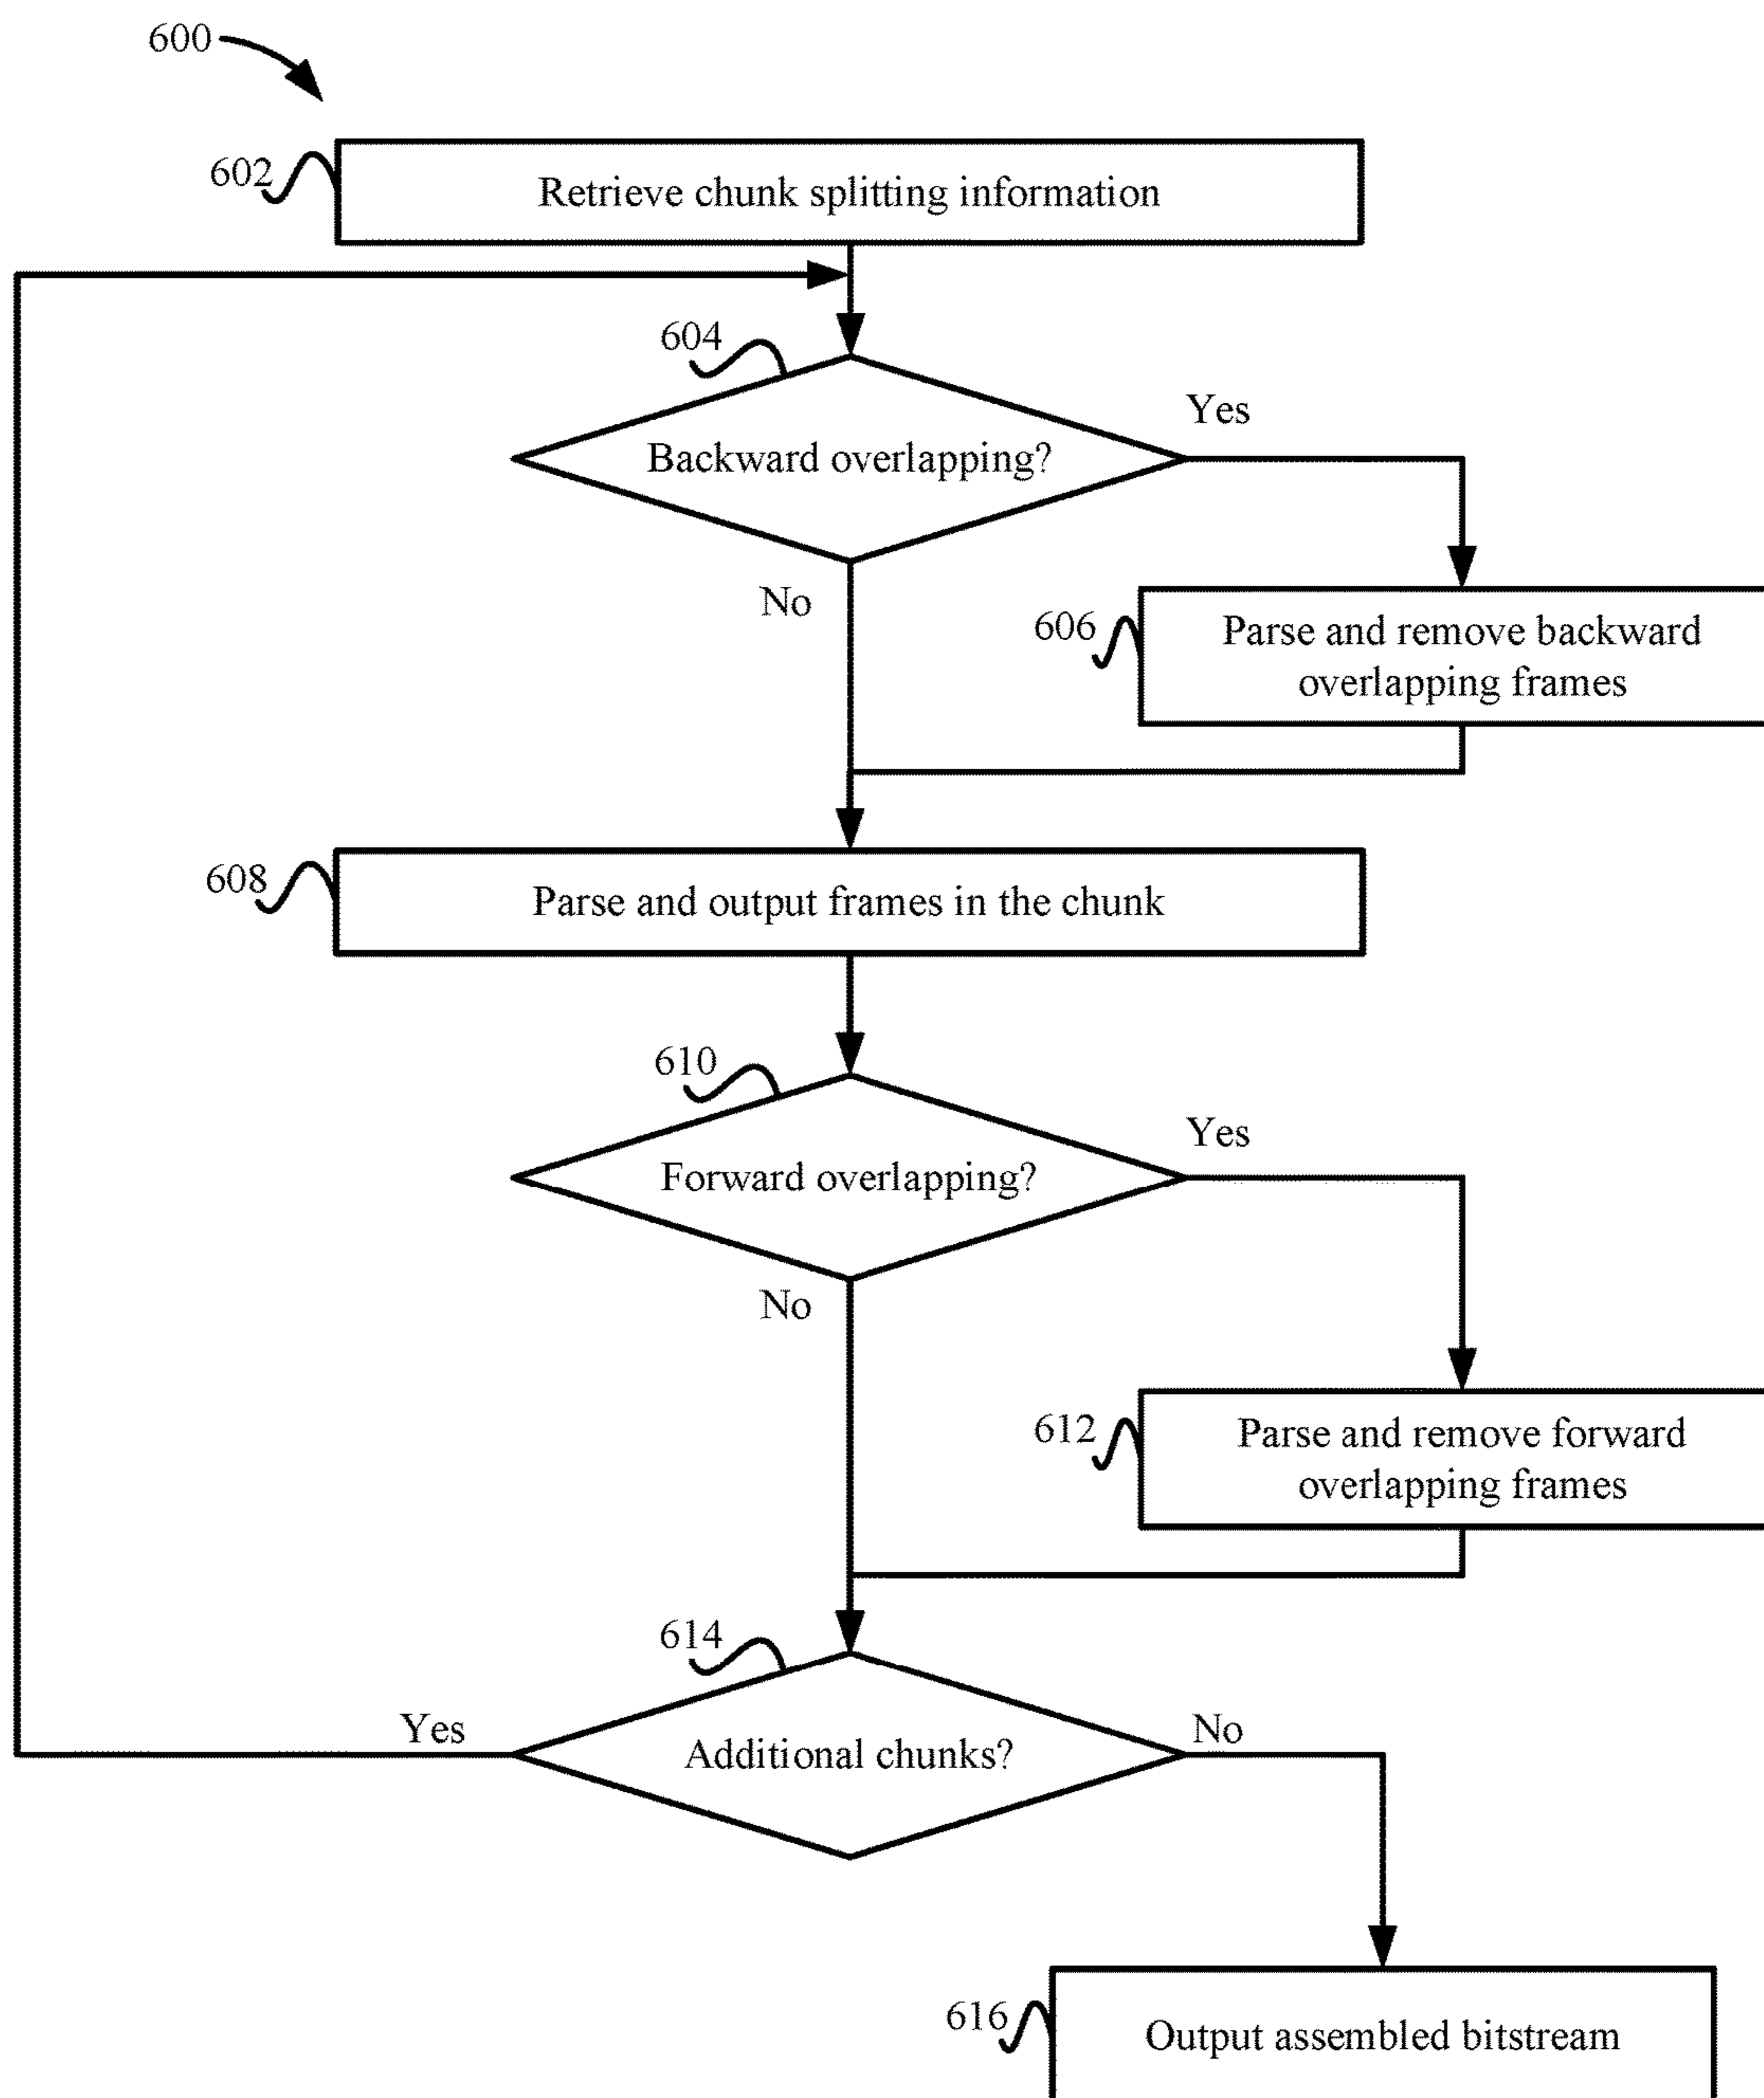 600
602
Retrieve chunk splitting information
604
Backward overlapping?
Yes
No
606
Parse and remove backward
overlapping frames
608
Parse and output frames in the chunk
610
Forward overlapping?
Yes
No
612
Parse and remove forward
overlapping frames
614
Additional chunks?
Yes
No
616
Output assembled bitstream